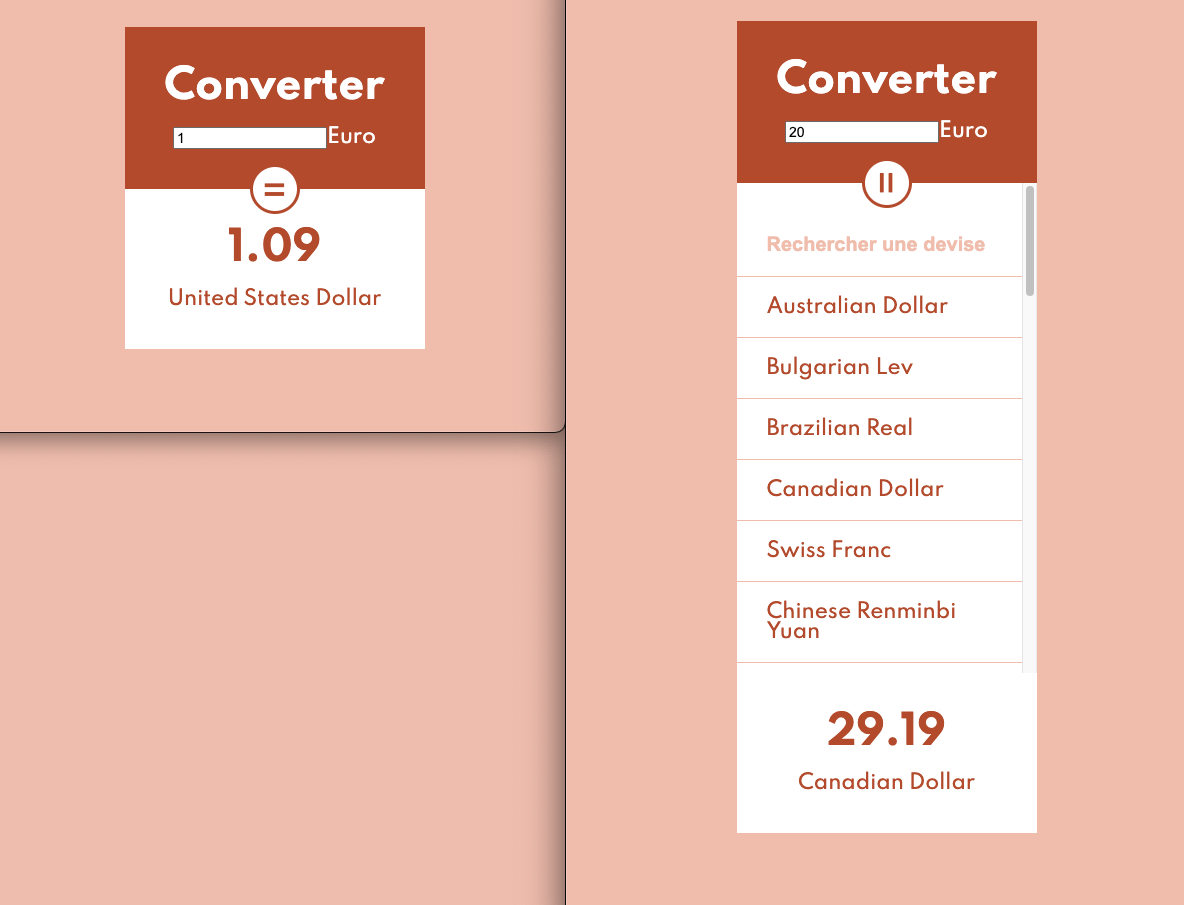 Converter
1 Euro
=
1.09
United States Dollar
Converter
20 Euro
Rechercher une devise
Australian Dollar
Bulgarian Lev
Brazilian Real
Canadian Dollar
Swiss Franc
Chinese Renminbi
Yuan
29.19
Canadian Dollar